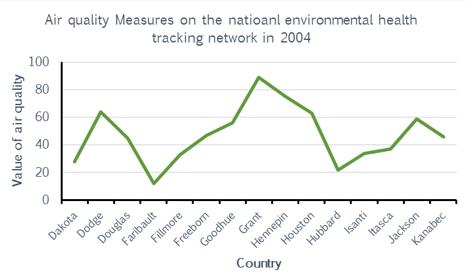 Air quality Measures on the natioanl environmental health
tracking network in 2004
Value of air quality
100
80
60
40
20
0
Dakota
Dodge
Douglas
Faribault
Fillmore
Freeborn
Goodhue
Grant
Hennepin
Houston
Hubbard
Isanti
Itasca
Jackson
Kanabec
Country